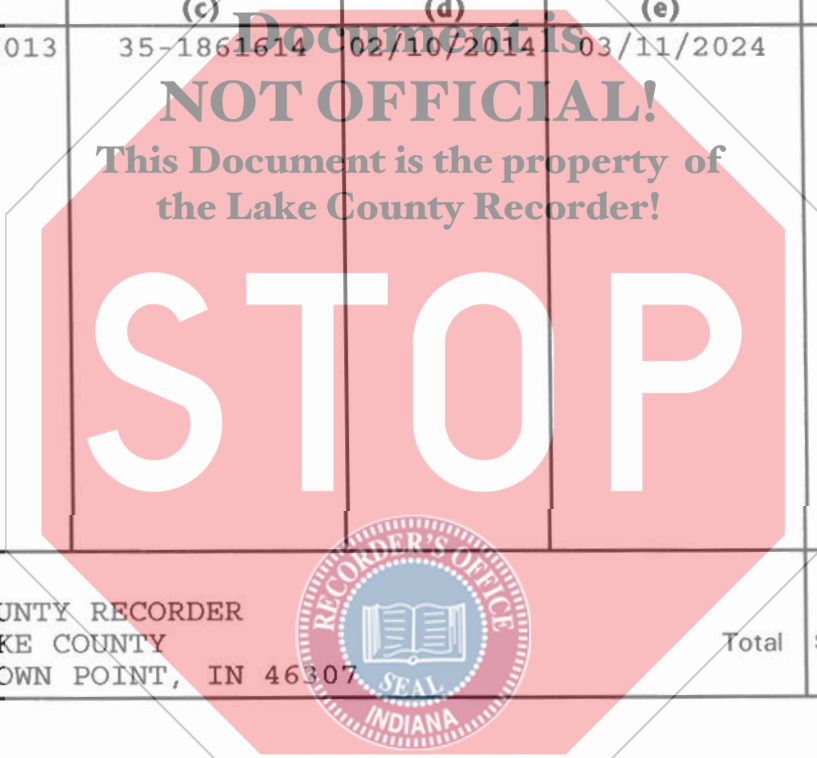 (c) (d) (e)
Document is
013 35-1861614 02/10/2014 03/11/2024
NOT OFFICIAL!
This Document is the property of
the Lake County Recorder!
STOP
RECORDER'S OFFICE
UNTY RECORDER
KE COUNTY
Total
OWN POINT, IN 46307
SEAL
INDIANA